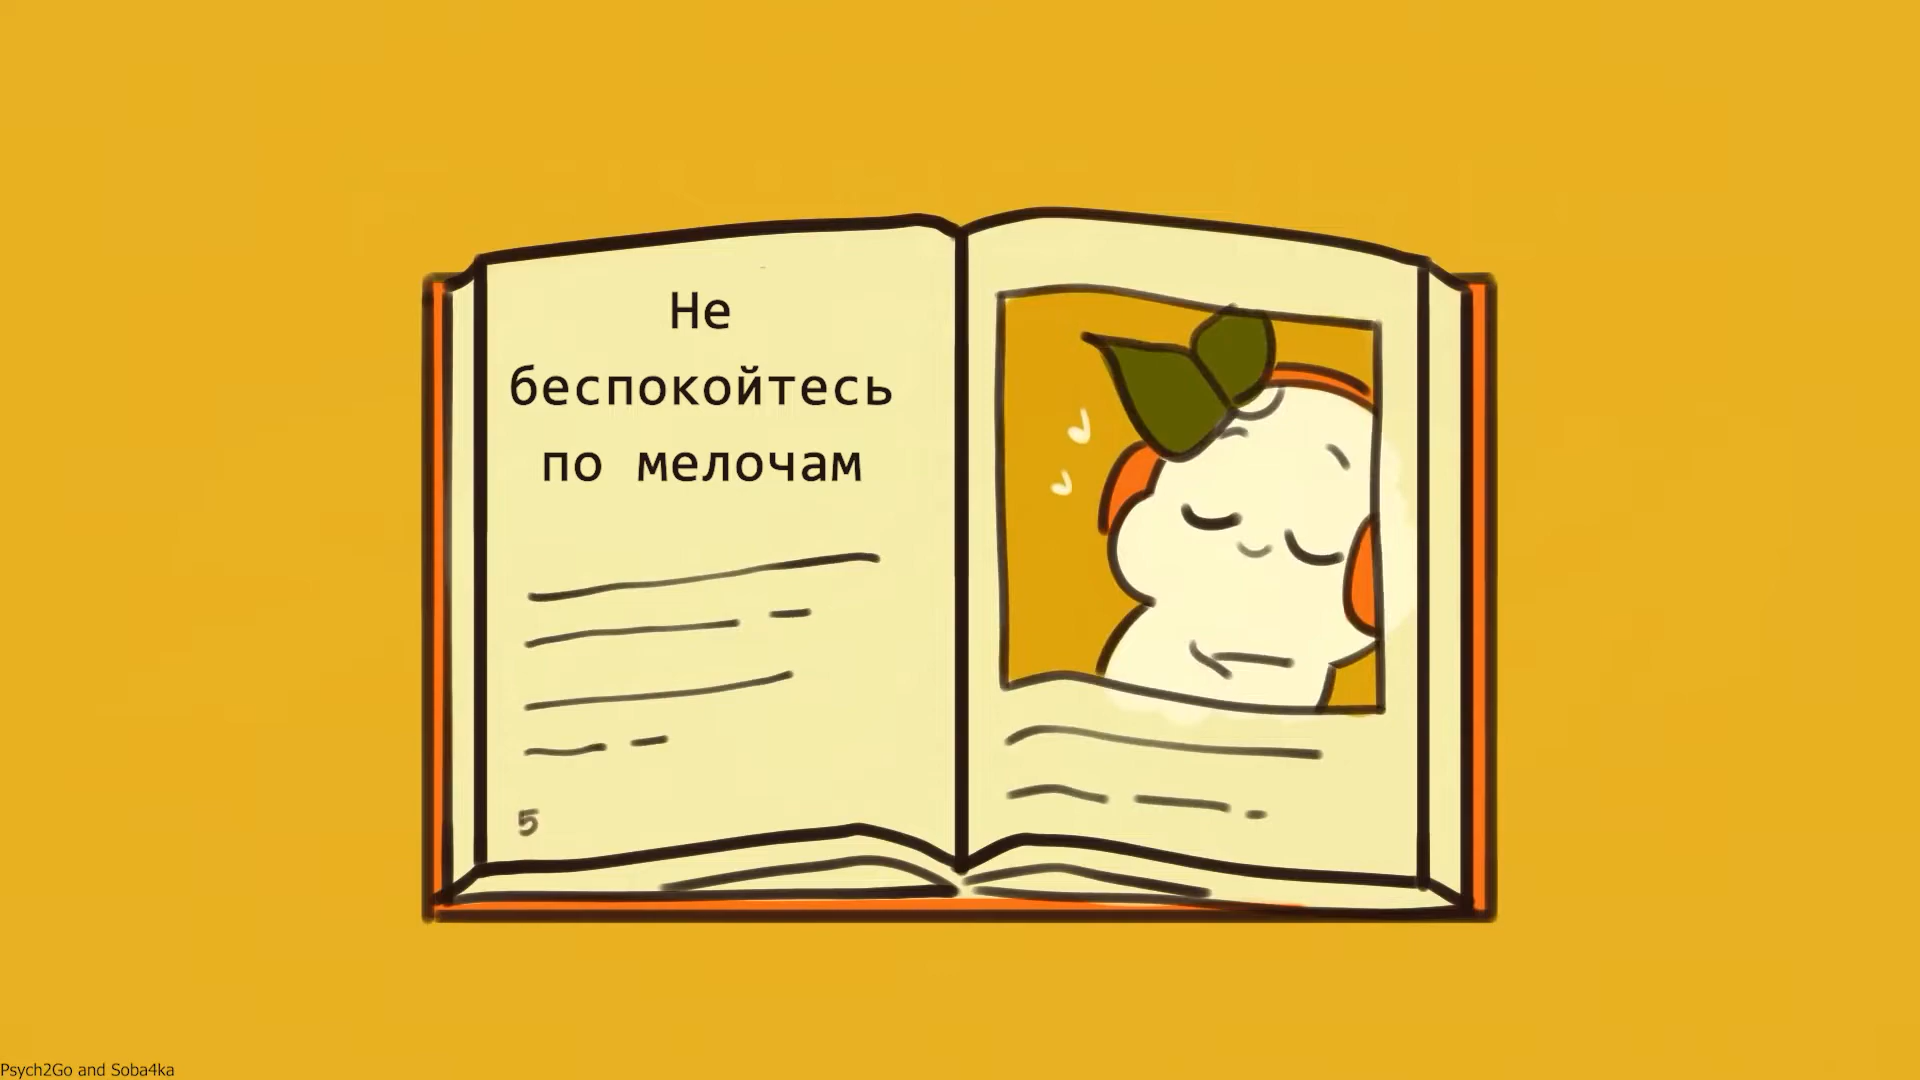 Не
беспокойтесь
по мелочам
5
Psych2Go and Soba4ka